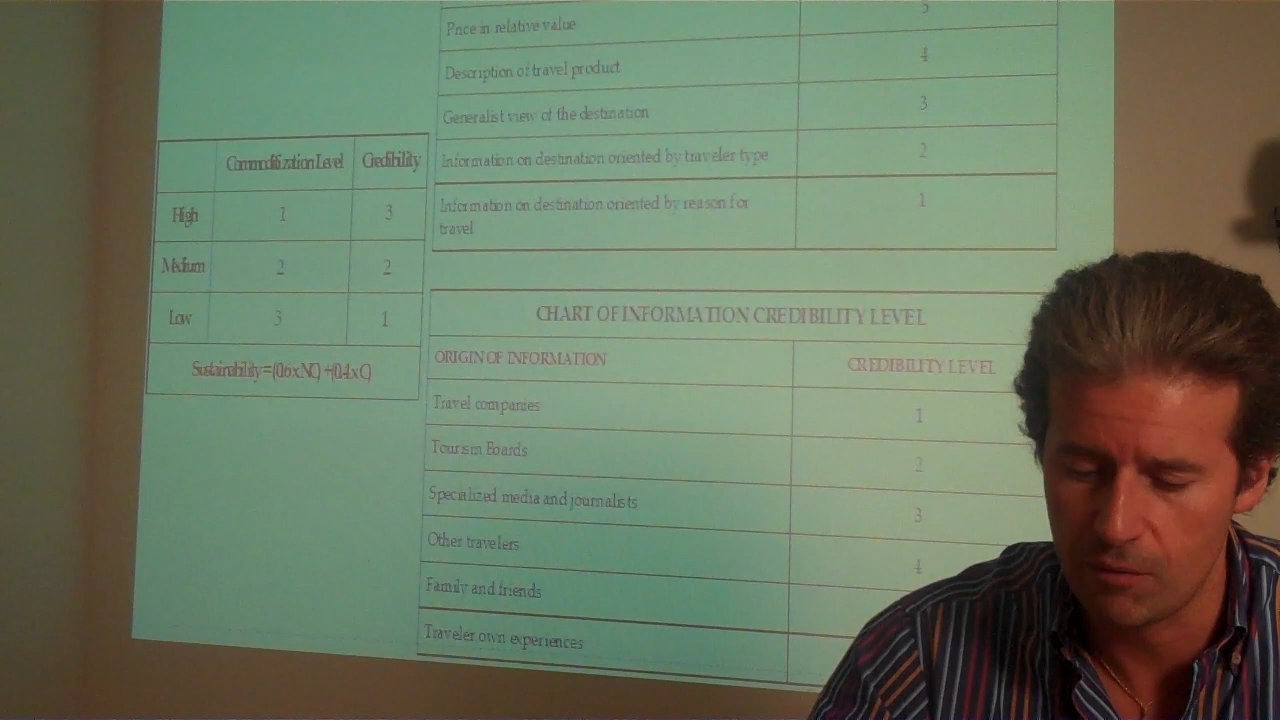 Price in relative value 5
Description of travel product 4
Generalist view of the destination 3
Information on destination oriented by traveler type 2
Information on destination oriented by reason for 1
travel
Commoditization Level Credibility
High 1 3
Medium 2 2
Low 3 1
Sustainability = (0.6 x NC) + (0.4 x C)
CHART OF INFORMATION CREDIBILITY LEVEL
ORIGIN OF INFORMATION CREDIBILITY LEVEL
Travel companies 1
Tourism Boards 2
Specialized media and journalists 3
Other travelers 4
Family and friends
Traveler own experiences